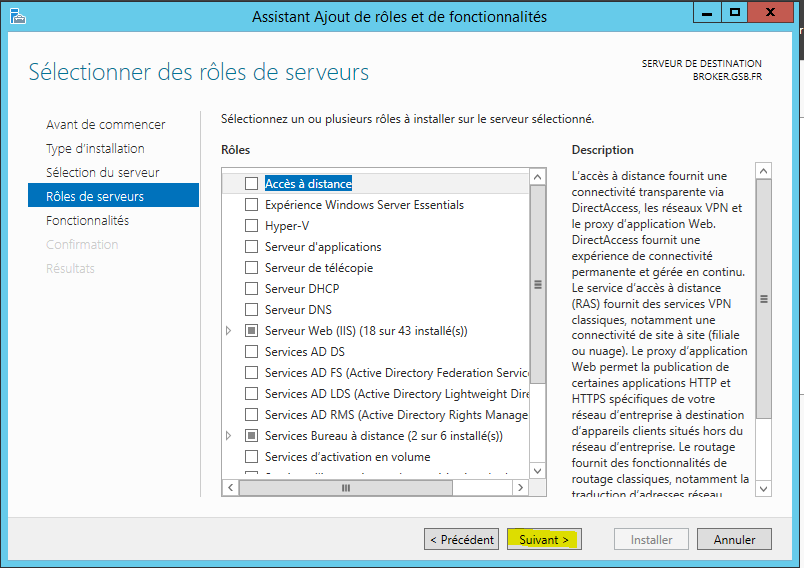 Assistant Ajout de rôles et de fonctionnalités
Sélectionner des rôles de serveurs
SERVEUR DE DESTINATION
BROKER.GSB.FR
Avant de commencer
Type d'installation
Sélection du serveur
Rôles de serveurs
Fonctionnalités
Confirmation
Résultats
Sélectionnez un ou plusieurs rôles à installer sur le serveur sélectionné.
Rôles
Accès à distance
Expérience Windows Server Essentials
Hyper-V
Serveur d'applications
Serveur de télécopie
Serveur DHCP
Serveur DNS
Serveur Web (IIS) (18 sur 43 installé(s))
Services AD DS
Services AD FS (Active Directory Federation Service
Services AD LDS (Active Directory Lightweight Dire
Services AD RMS (Active Directory Rights Manage
Services Bureau à distance (2 sur 6 installé(s))
Services d'activation en volume
Description
L'accès à distance fournit une
connectivité transparente via
DirectAccess, les réseaux VPN et
le proxy d'application Web.
DirectAccess fournit une
expérience de connectivité
permanente et gérée en continu.
Le service d'accès à distance
(RAS) fournit des services VPN
classiques, notamment une
connectivité de site à site (filiale
ou nuage). Le proxy d'application
Web permet la publication de
certaines applications HTTP et
HTTPS spécifiques de votre
réseau d'entreprise à destination
d'appareils clients situés hors du
réseau d'entreprise. Le routage
fournit des fonctionnalités de
routage classiques, notamment la
traduction d'adresses réseau
< Précédent
Suivant >
Installer
Annuler